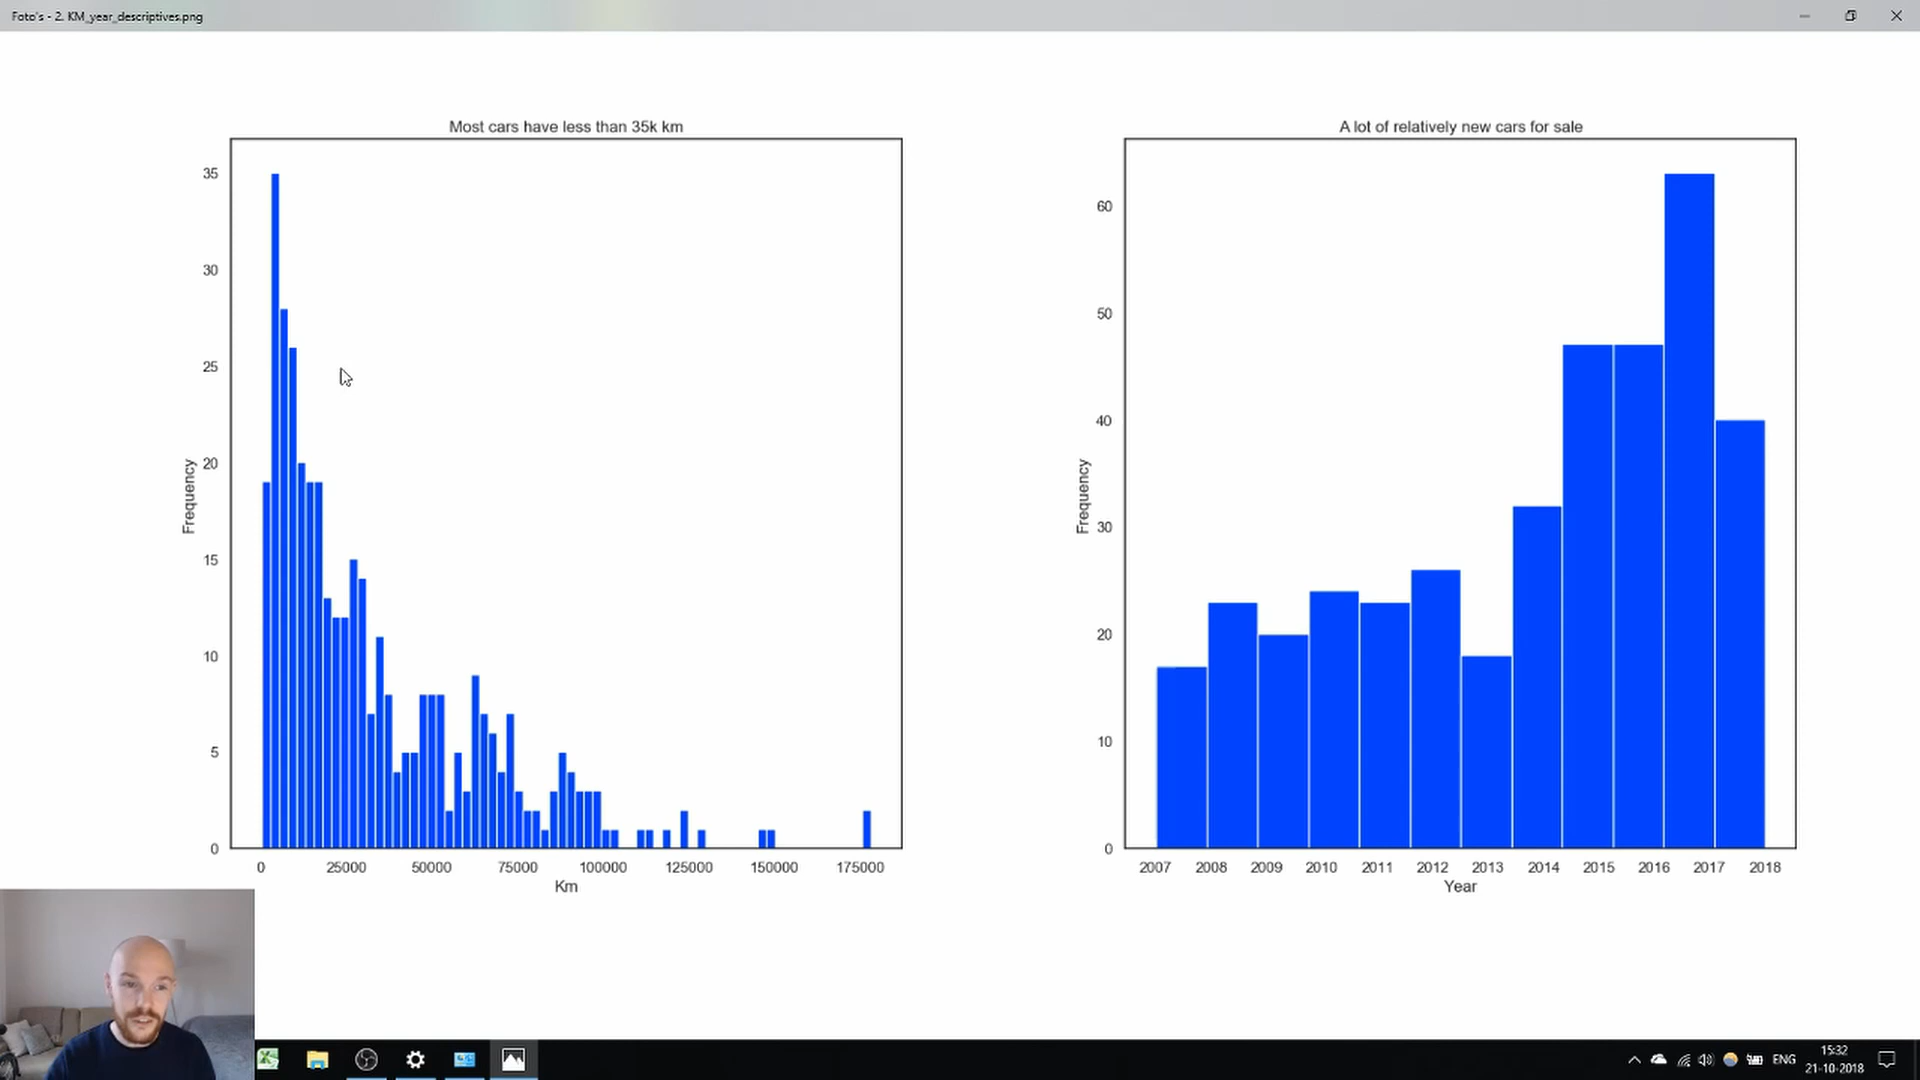 Foto's - 2. KM_year_descriptives.png
Most cars have less than 35k km
35
30
25
20
15
10
5
0
Frequency
0 25000 50000 75000 100000 125000 150000 175000
Km
A lot of relatively new cars for sale
60
50
40
30
20
10
0
Frequency
2007 2008 2009 2010 2011 2012 2013 2014 2015 2016 2017 2018
Year
ENG
15:32
21-10-2018